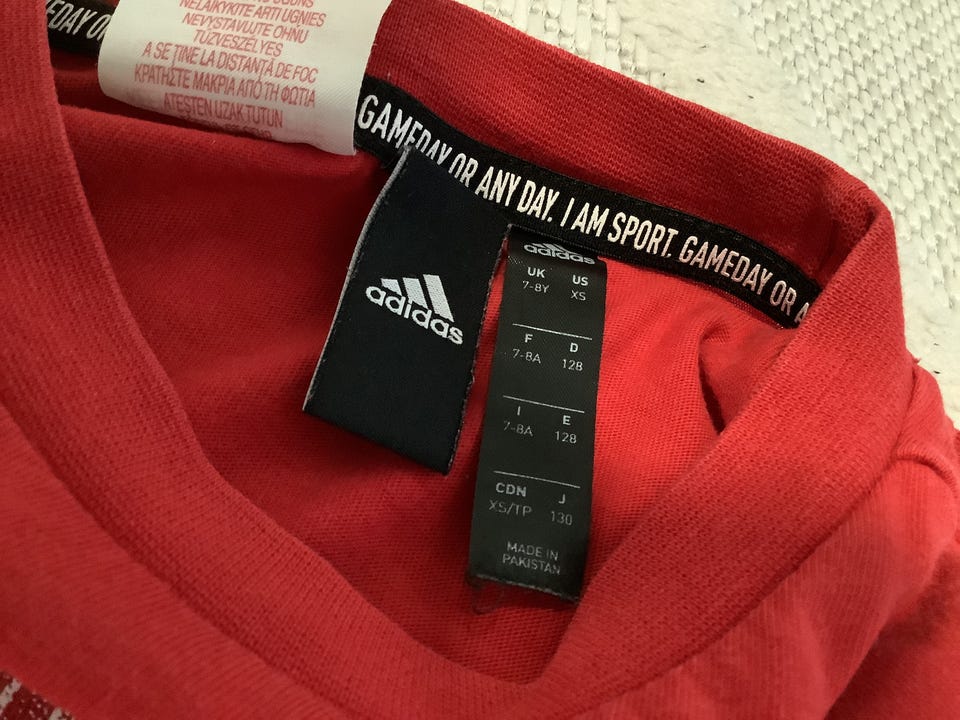 NELAIKYKITE ARTI UGNIES
NEVYSTAVUJTE OHNU
TŰZVESZÉLYES
A SE ȚINE LA DISTANȚĂ DE FOC
ΚΡΑΤΗΣΤΕ ΜΑΚΡΙΑ ΑΠΟ ΤΗ ΦΩΤΙΑ
ATEŞTEN UZAK TUTUN
GAMEDAY OR ANY DAY. I AM SPORT. GAMEDAY OR
adidas
adidas
UK US
7-8Y XS
F D
7-8A 128
I E
7-8A 128
CDN J
XS/TP 130
MADE IN
PAKISTAN